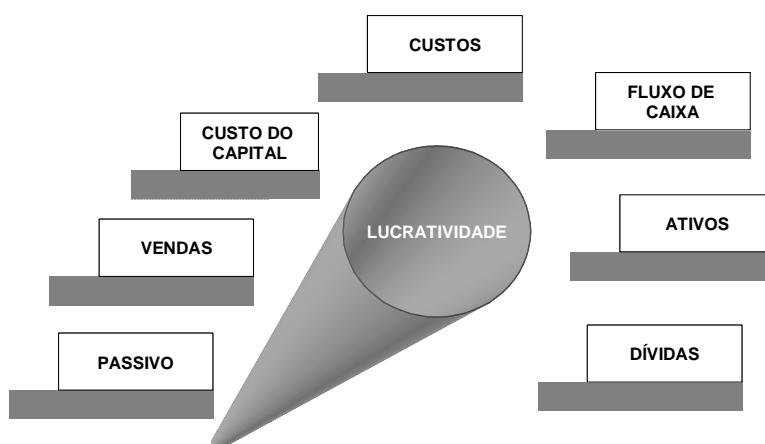 CUSTOS
FLUXO DE
CAIXA
CUSTO DO
CAPITAL
LUCRATIVIDADE
ATIVOS
VENDAS
PASSIVO
DÍVIDAS